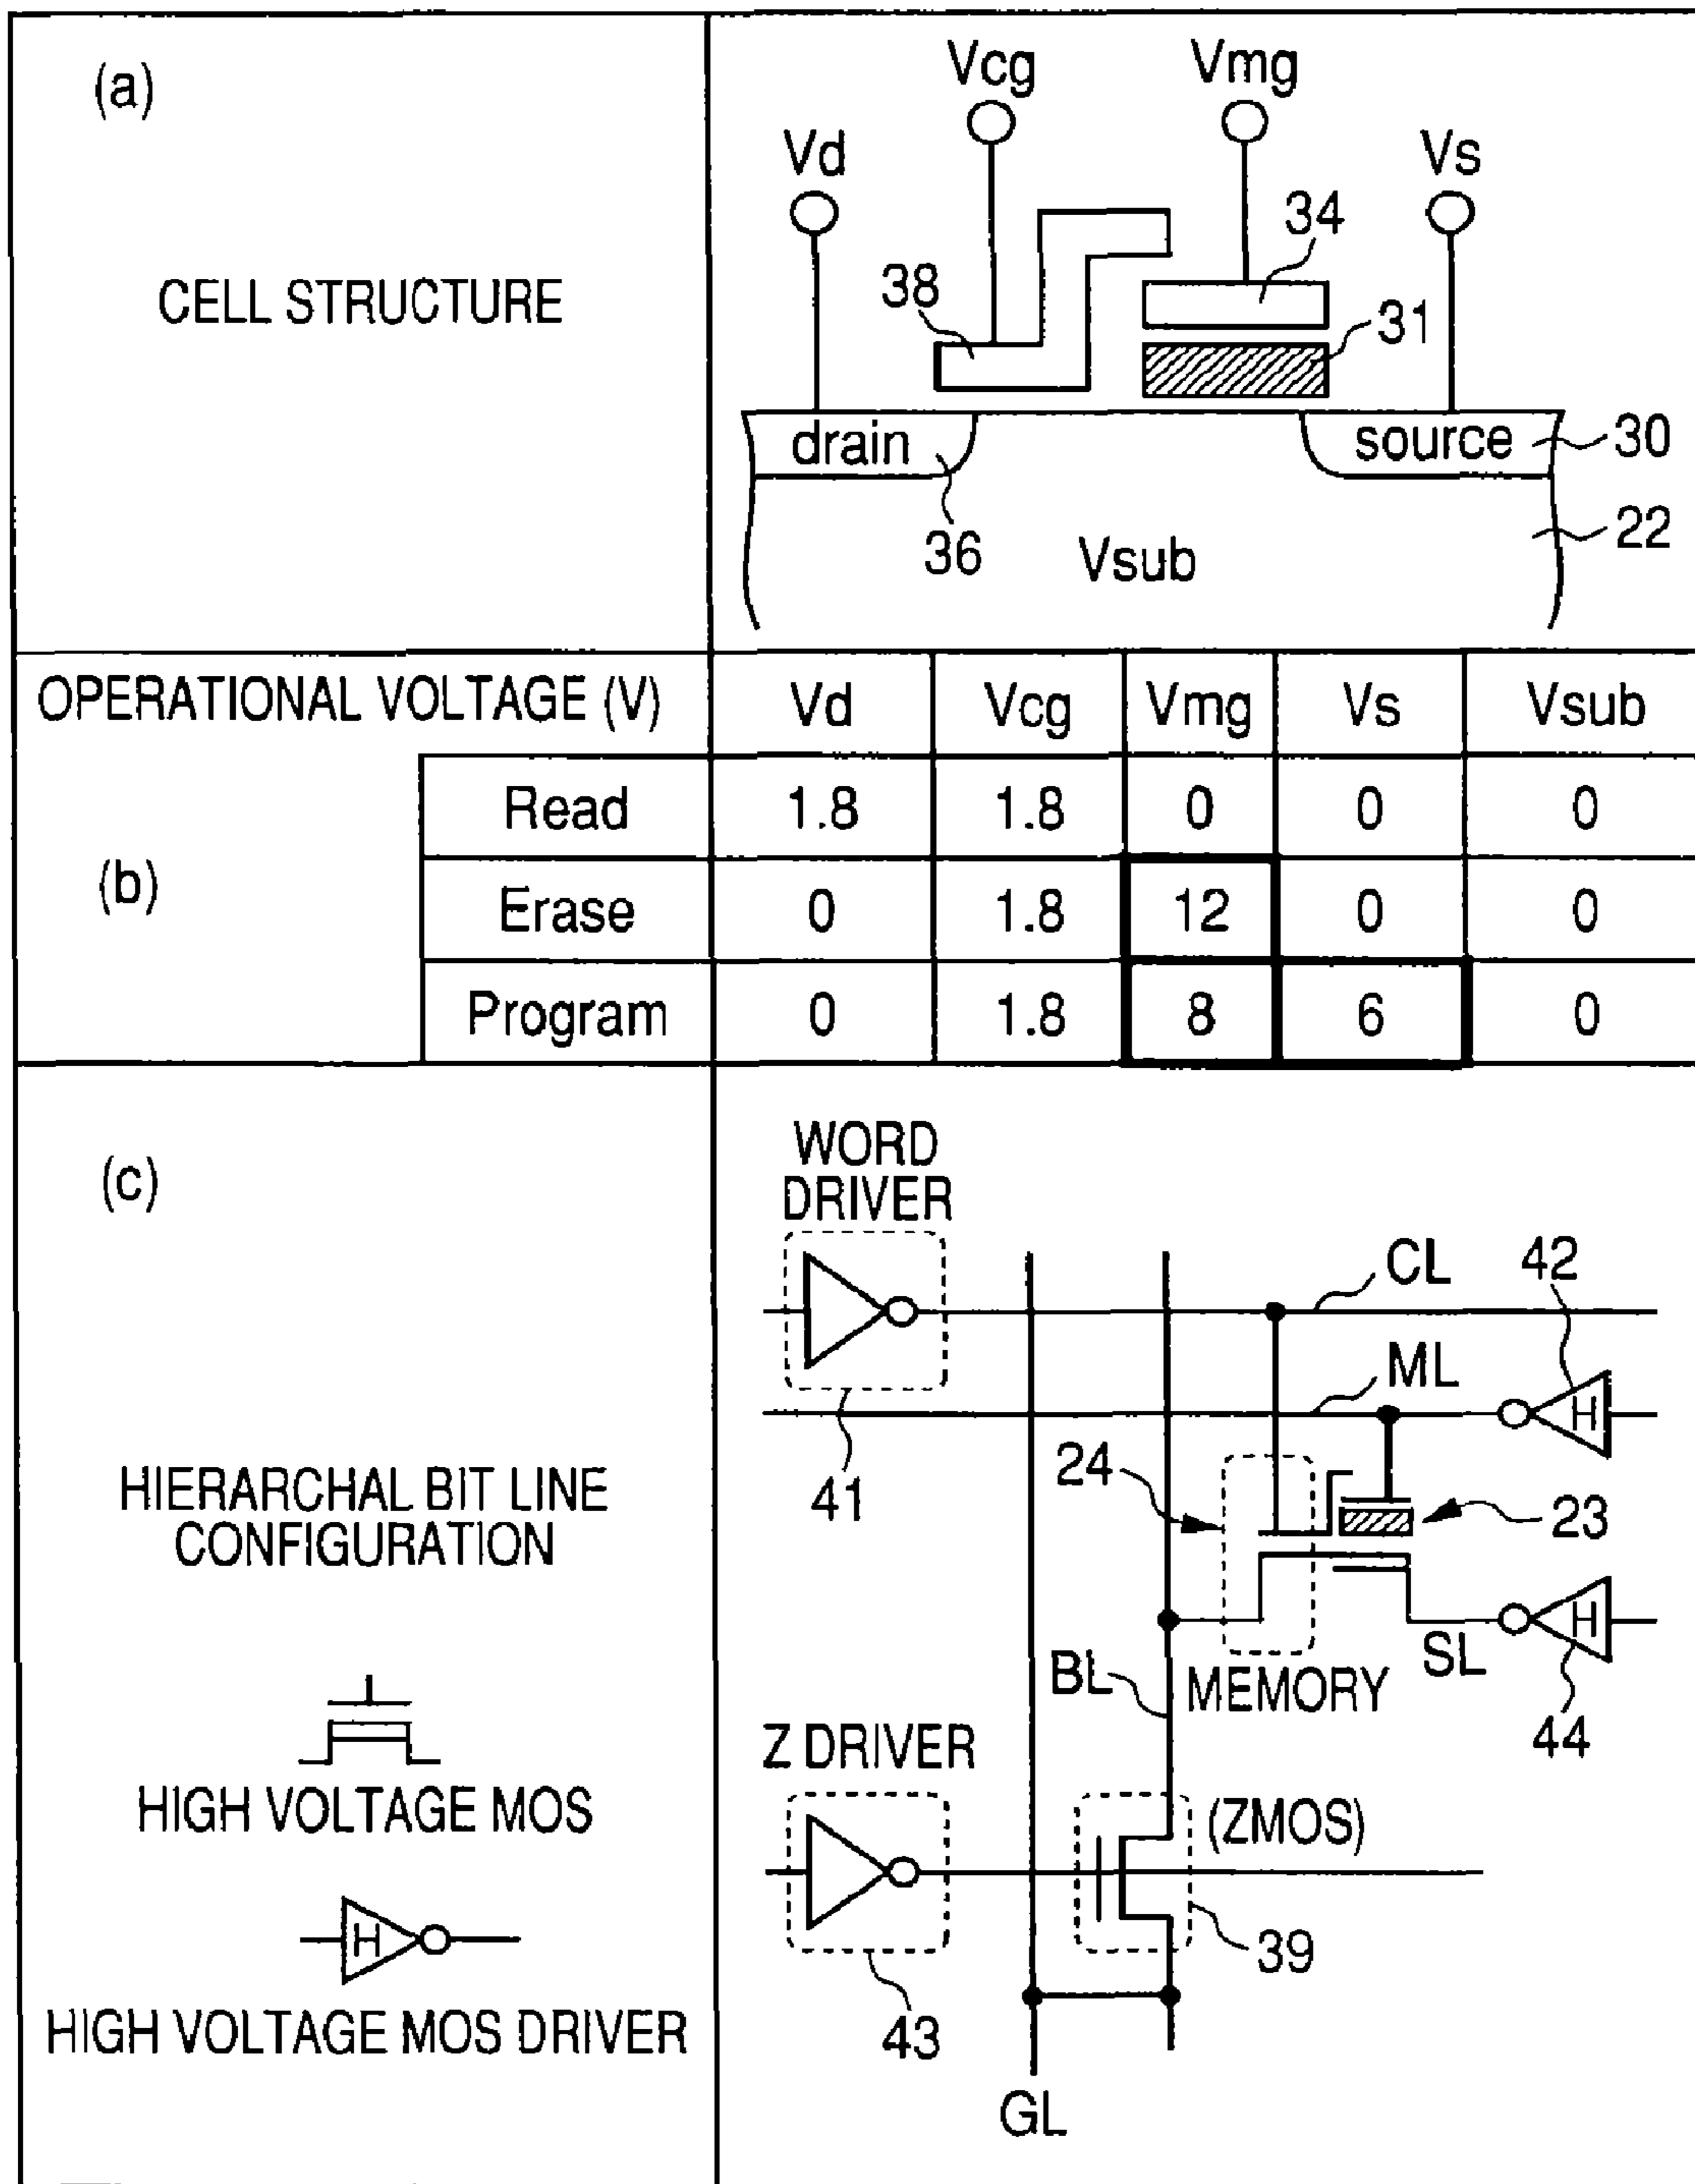 (a)
CELL STRUCTURE
Vcg Vmg
Vd Vs
34
38
31
drain source 30
36 Vsub 22
OPERATIONAL VOLTAGE (V) Vd Vcg Vmg Vs Vsub
(b)
Read 1.8 1.8 0 0 0
Erase 0 1.8 12 0 0
Program 0 1.8 8 6 0
(c)
HIERARCHAL BIT LINE
CONFIGURATION
HIGH VOLTAGE MOS
H
HIGH VOLTAGE MOS DRIVER
WORD
DRIVER
CL 42
ML
H
41
24
23
H
SL
BL MEMORY
44
Z DRIVER
(ZMOS)
39
43
GL